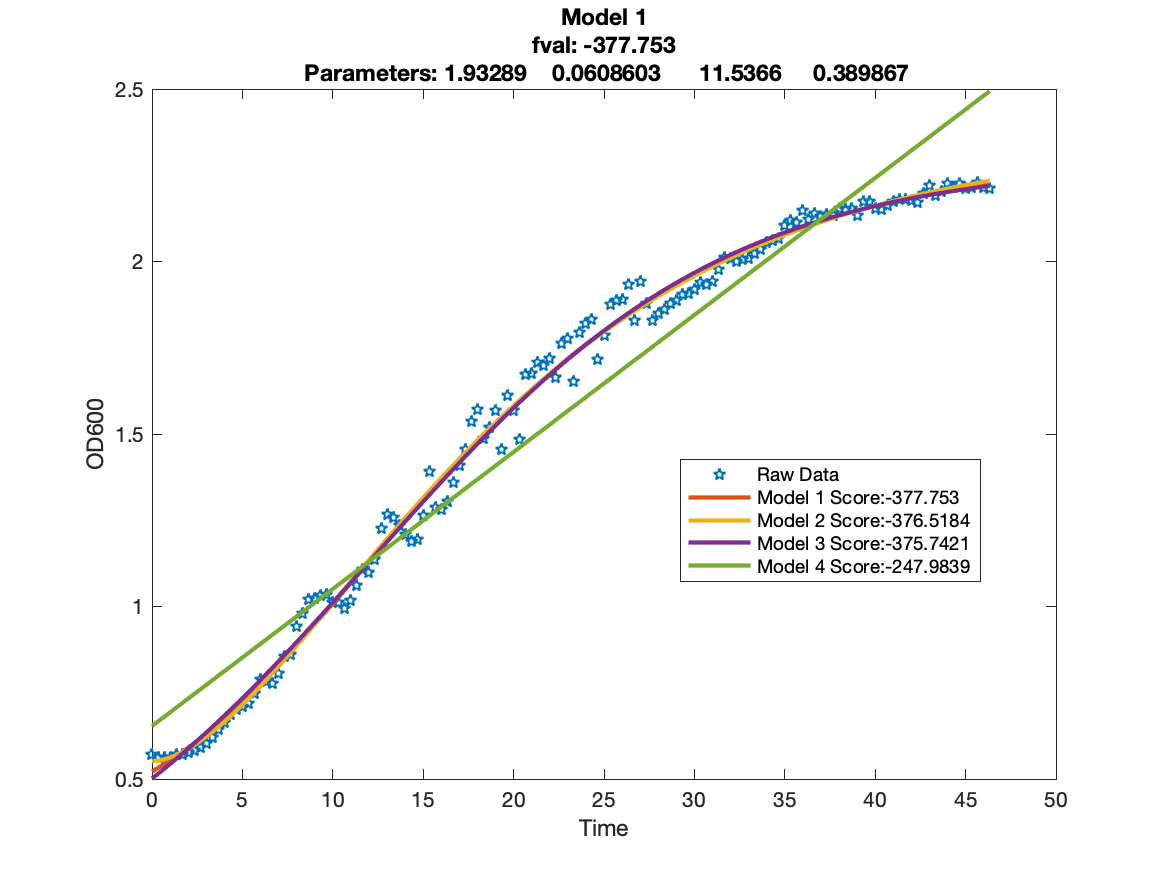 Model 1
fval: -377.753
Parameters: 1.93289 0.0608603 11.5366 0.389867
2.5
2
1.5
1
0.5
OD600
0 5 10 15 20 25 30 35 40 45 50
Time
Raw Data
Model 1 Score:-377.753
Model 2 Score:-376.5184
Model 3 Score:-375.7421
Model 4 Score:-247.9839